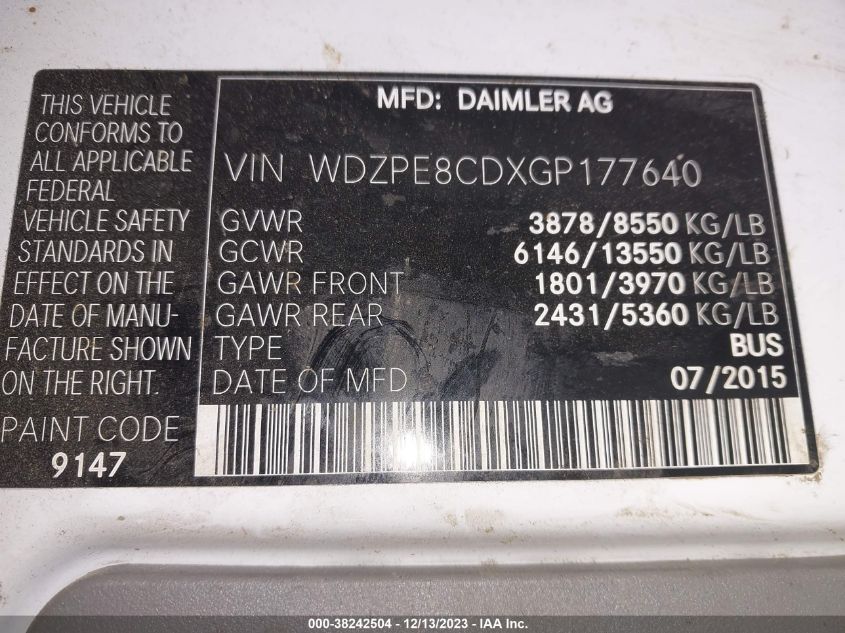 MFD: DAIMLER AG
THIS VEHICLE
CONFORMS TO
ALL APPLICABLE
FEDERAL
VEHICLE SAFETY
STANDARDS IN
EFFECT ON THE
DATE OF MANU-
FACTURE SHOWN
ON THE RIGHT.
PAINT CODE
9147
VIN WDZPE8CDXGP177640
GVWR 3878/8550 KG/LB
GCWR 6146/13550 KG/LB
GAWR FRONT 1801/3970 KG/LB
GAWR REAR 2431/5360 KG/LB
TYPE BUS
DATE OF MFD 07/2015
000-38242504 - 12/13/2023 - IAA Inc.